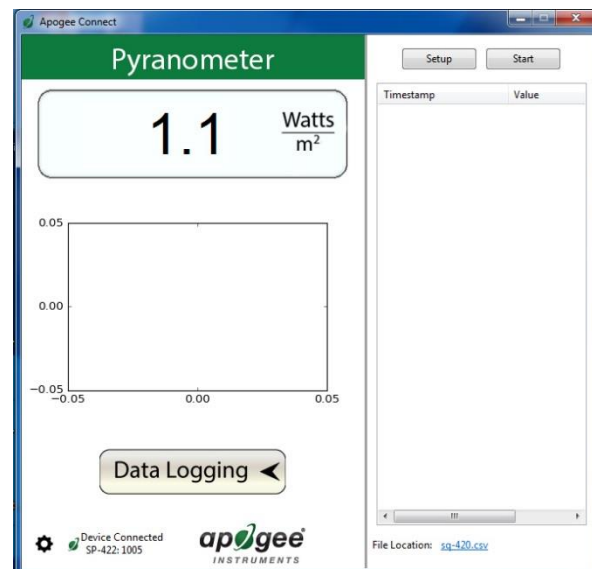 Apogee Connect
Pyranometer
1.1 Watts
m²
0.05
0.00
−0.05
−0.05 0.00 0.05
Data Logging
Device Connected
SP-422: 1005
apogee
INSTRUMENTS
Setup Start
Timestamp Value
File Location: sq-420.csv